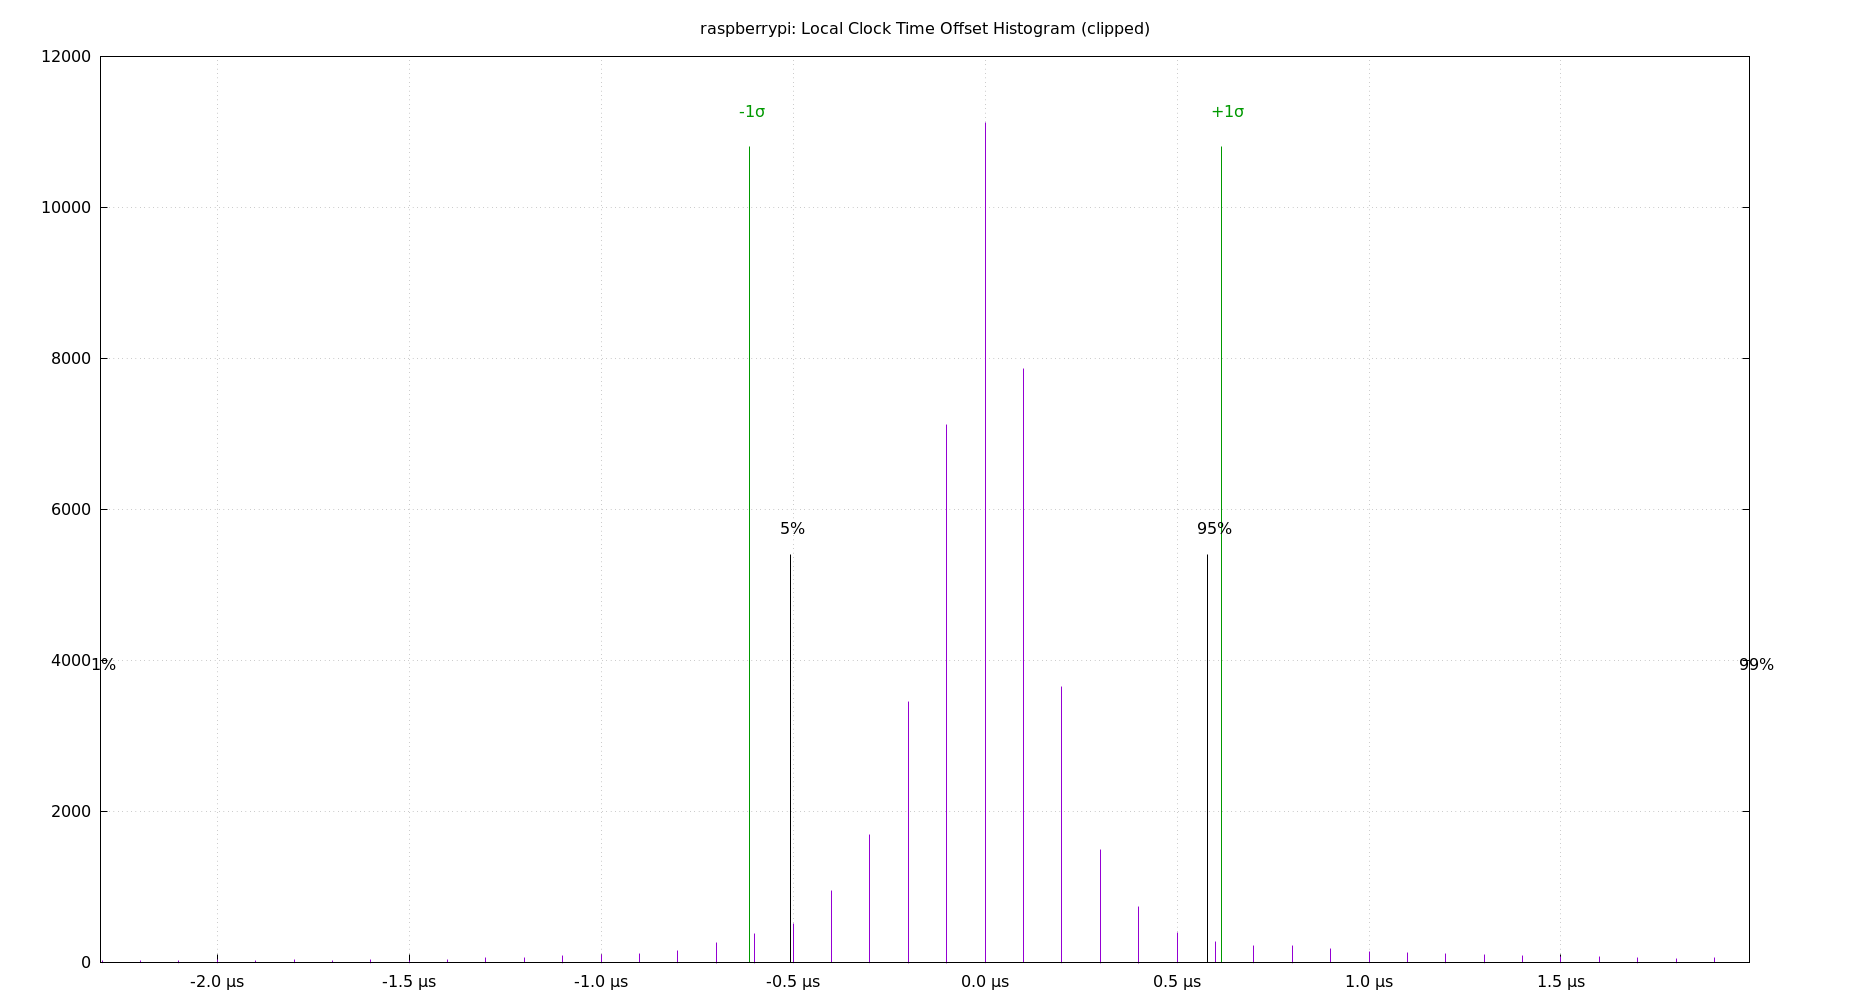 raspberrypi: Local Clock Time Offset Histogram (clipped)
12000
-1σ +1σ
10000
8000
6000
5% 95%
4000 1% 99%
2000
0
-2.0 µs -1.5 µs -1.0 µs -0.5 µs 0.0 µs 0.5 µs 1.0 µs 1.5 µs